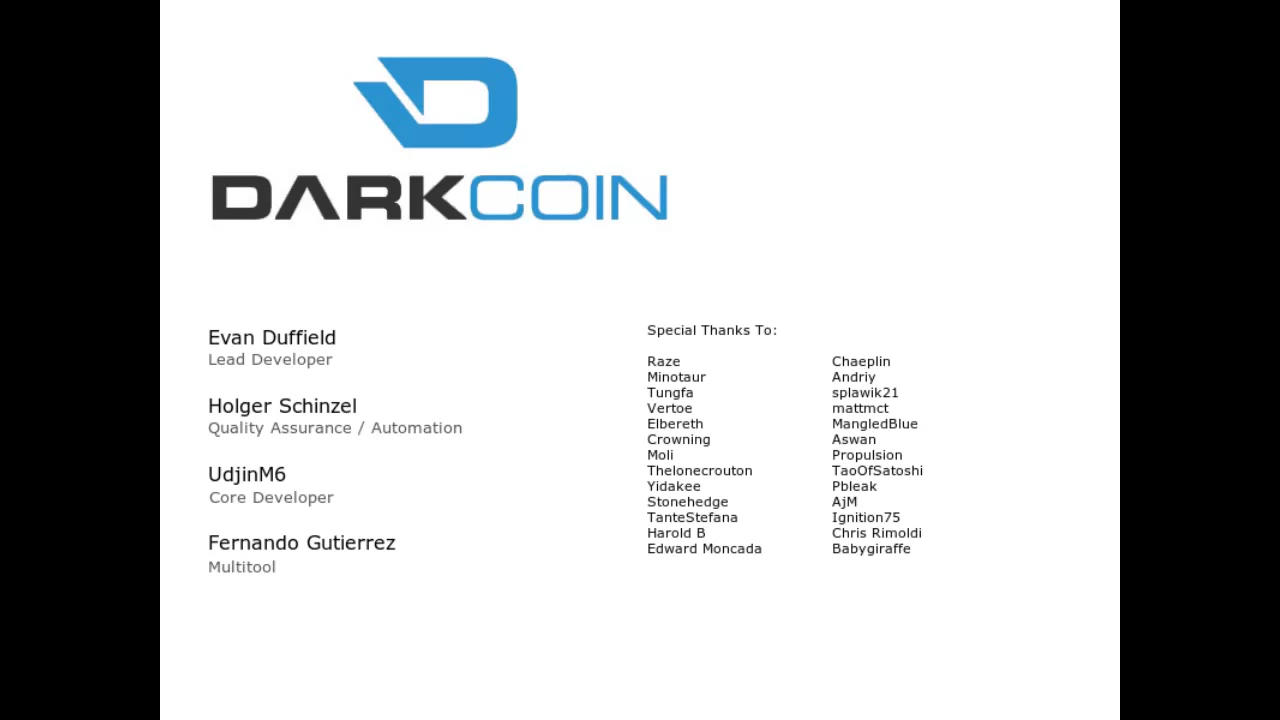 DARKCOIN
Evan Duffield
Lead Developer
Holger Schinzel
Quality Assurance / Automation
UdjinM6
Core Developer
Fernando Gutierrez
Multitool
Special Thanks To:
Raze
Minotaur
Tungfa
Vertoe
Elbereth
Crowning
Moli
Thelonecrouton
Yidakee
Stonehedge
TanteStefana
Harold B
Edward Moncada
Chaeplin
Andriy
splawik21
mattmct
MangledBlue
Aswan
Propulsion
TaoOfSatoshi
Pbleak
AjM
Ignition75
Chris Rimoldi
Babygiraffe